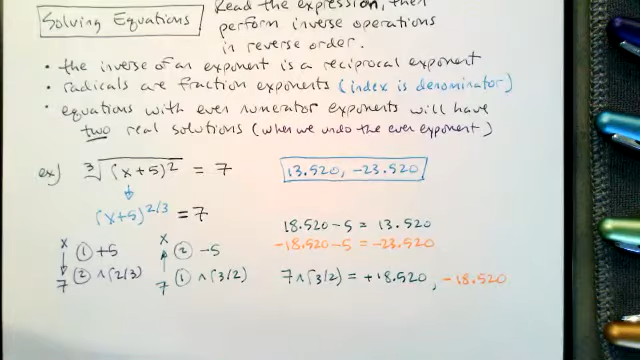 Read the expression, then
Solving Equations
perform inverse operations
in reverse order.
• the inverse of an exponent is a reciprocal exponent
• radicals are fraction exponents (index is denominator)
• equations with even numerator exponents will have
two real solutions (when we undo the even exponent)
ex) ∛(x+5)² = 7
13.520, -23.520
↓
(x+5)^2/3 = 7
18.520-5 = 13.520
-18.520-5 = -23.520
x ① +5
↓ ② ^(2/3)
7
x ② -5
↑ ① ^(3/2)
7
7^(3/2) = +18.520, -18.520